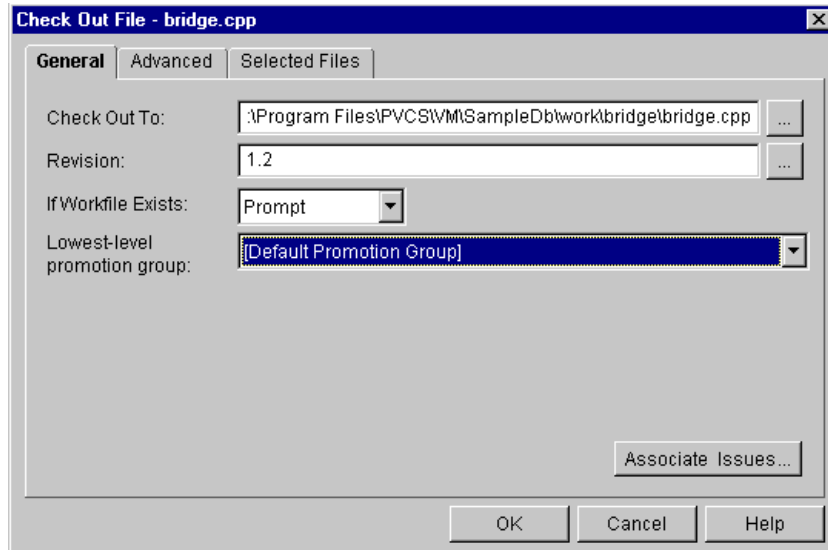 Check Out File - bridge.cpp
General Advanced Selected Files
Check Out To: :\Program Files\PVCS\VM\SampleDb\work\bridge\bridge.cpp ...
Revision: 1.2 ...
If Workfile Exists: Prompt
Lowest-level
promotion group: [Default Promotion Group]
Associate Issues...
OK Cancel Help